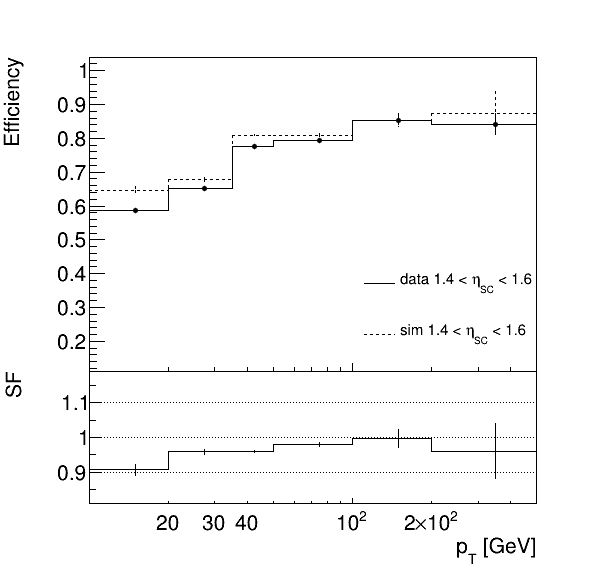 Efficiency
1
0.9
0.8
0.7
0.6
0.5
0.4
0.3
0.2
data 1.4 < η_SC < 1.6
sim 1.4 < η_SC < 1.6
SF
1.1
1
0.9
20 30 40 10² 2×10²
p_T [GeV]